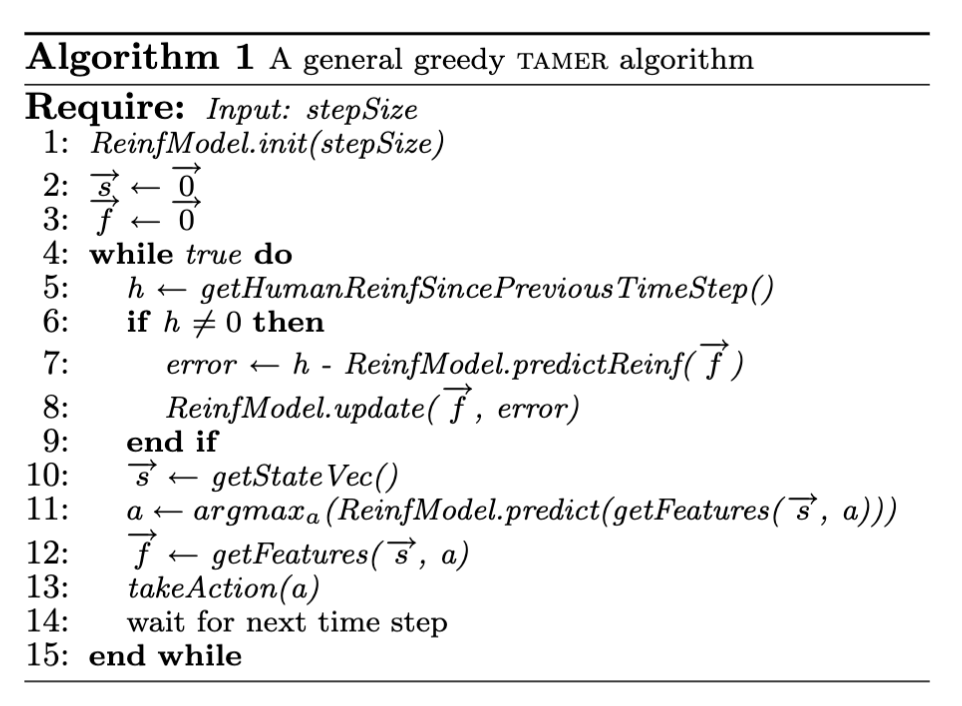 Algorithm 1 A general greedy TAMER algorithm
Require: Input: stepSize
1: ReinfModel.init(stepSize)
2: s⃗ ← 0⃗
3: f⃗ ← 0⃗
4: while true do
5: h ← getHumanReinfSincePreviousTimeStep()
6: if h ≠ 0 then
7: error ← h - ReinfModel.predictReinf(f⃗)
8: ReinfModel.update(f⃗, error)
9: end if
10: s⃗ ← getStateVec()
11: a ← argmaxₐ(ReinfModel.predict(getFeatures(s⃗, a)))
12: f⃗ ← getFeatures(s⃗, a)
13: takeAction(a)
14: wait for next time step
15: end while